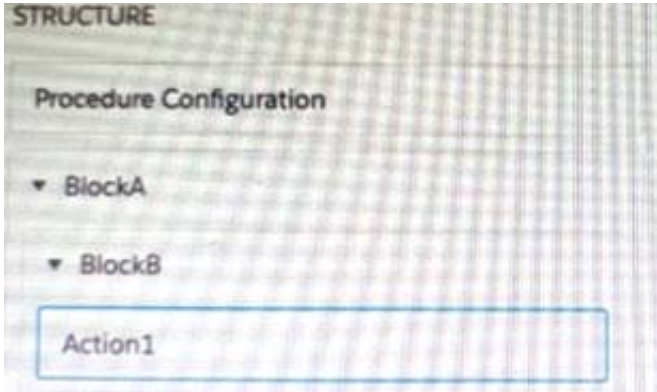 STRUCTURE
Procedure Configuration
BlockA
BlockB
Action1